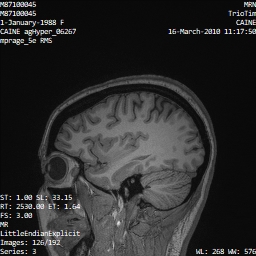 M87100045
M87100045
1-January-1988 F
CAINE agHyper_06267
mprage_5e RMS
MRN
TrioTim
CAINE
16-March-2010 11:17:50
ST: 1.00 SL: 33.15
RT: 2530.00 ET: 1.64
FS: 3.00
MR
LittleEndianExplicit
Images: 126/192
Series: 3
WL: 268 WW: 576